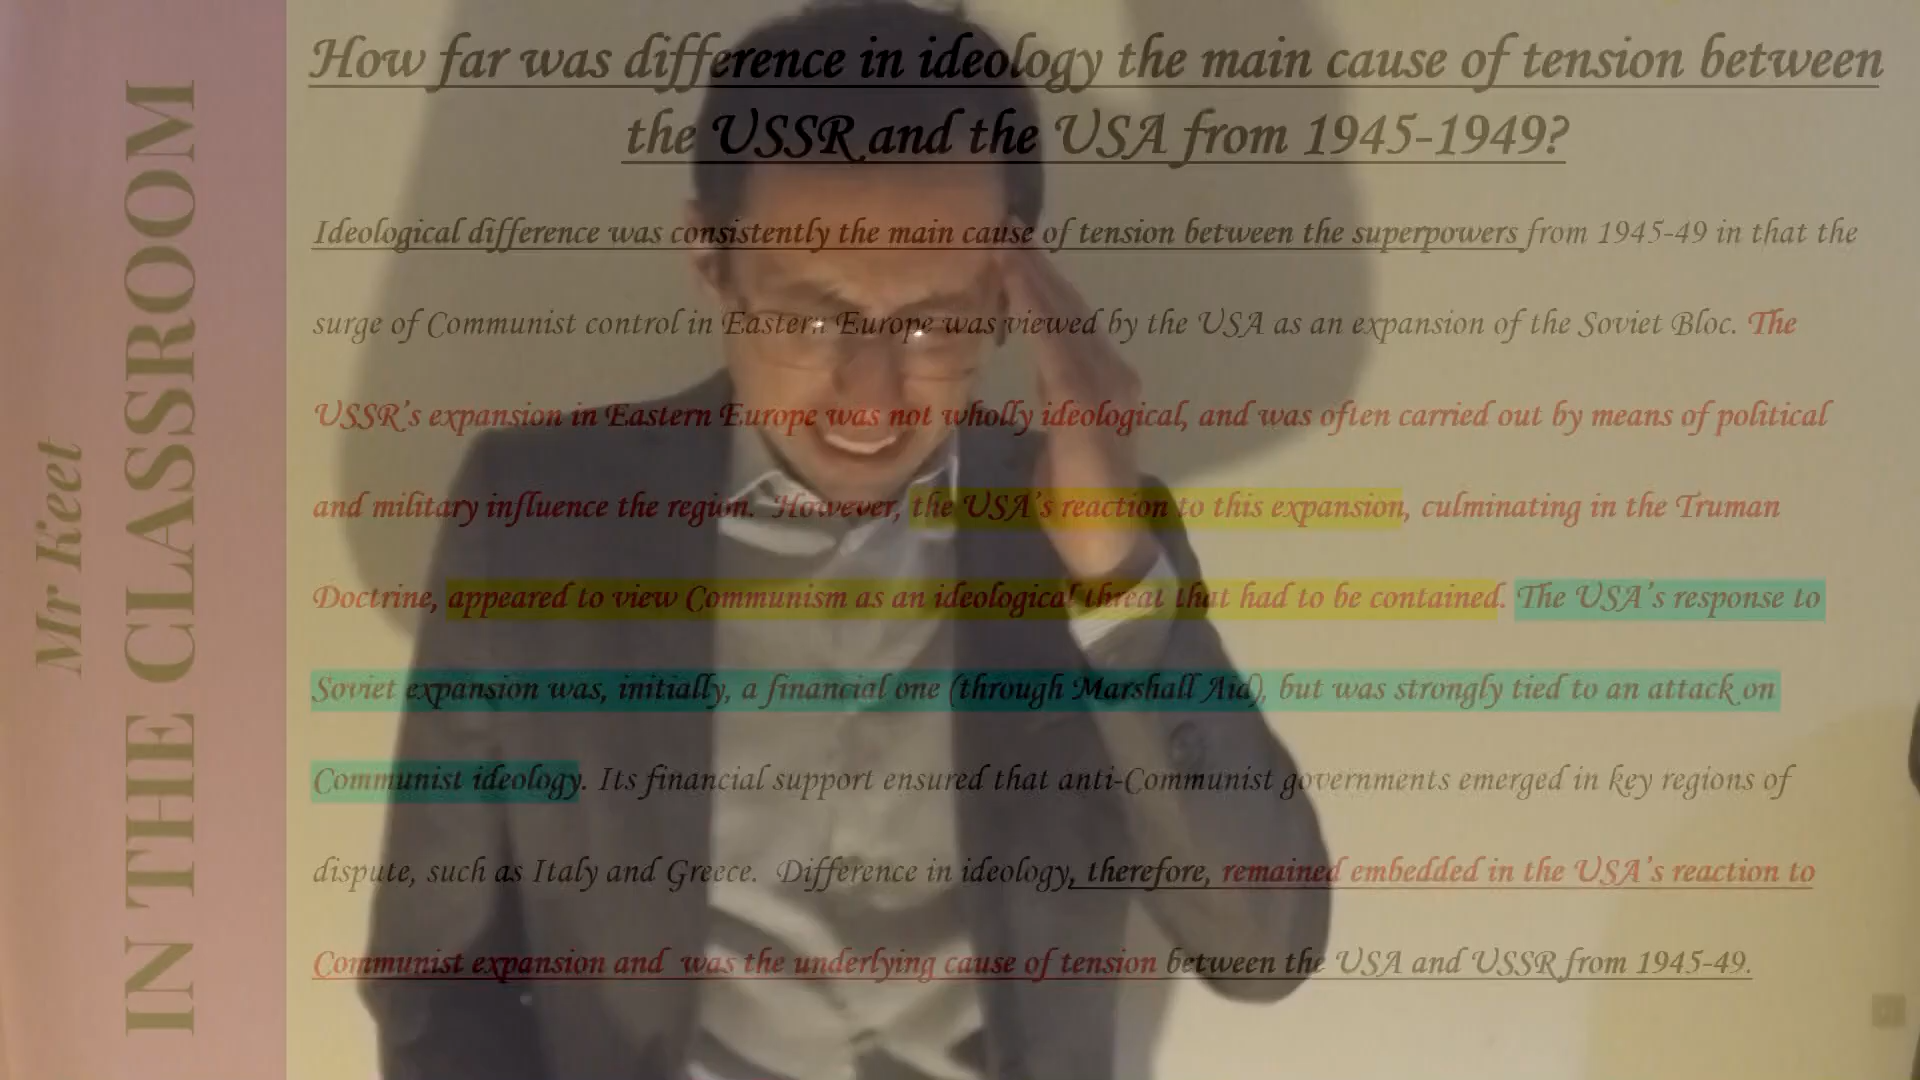 Mr Keet
IN THE CLASSROOM
How far was difference in ideology the main cause of tension between
the USSR and the USA from 1945-1949?
Ideological difference was consistently the main cause of tension between the superpowers from 1945-49 in that the
surge of Communist control in Eastern Europe was viewed by the USA as an expansion of the Soviet Bloc. The
USSR's expansion in Eastern Europe was not wholly ideological, and was often carried out by means of political
and military influence the region. However, the USA's reaction to this expansion, culminating in the Truman
Doctrine, appeared to view Communism as an ideological threat that had to be contained. The USA's response to
Soviet expansion was, initially, a financial one (through Marshall Aid), but was strongly tied to an attack on
Communist ideology. Its financial support ensured that anti-Communist governments emerged in key regions of
dispute, such as Italy and Greece. Difference in ideology, therefore, remained embedded in the USA's reaction to
Communist expansion and was the underlying cause of tension between the USA and USSR from 1945-49.